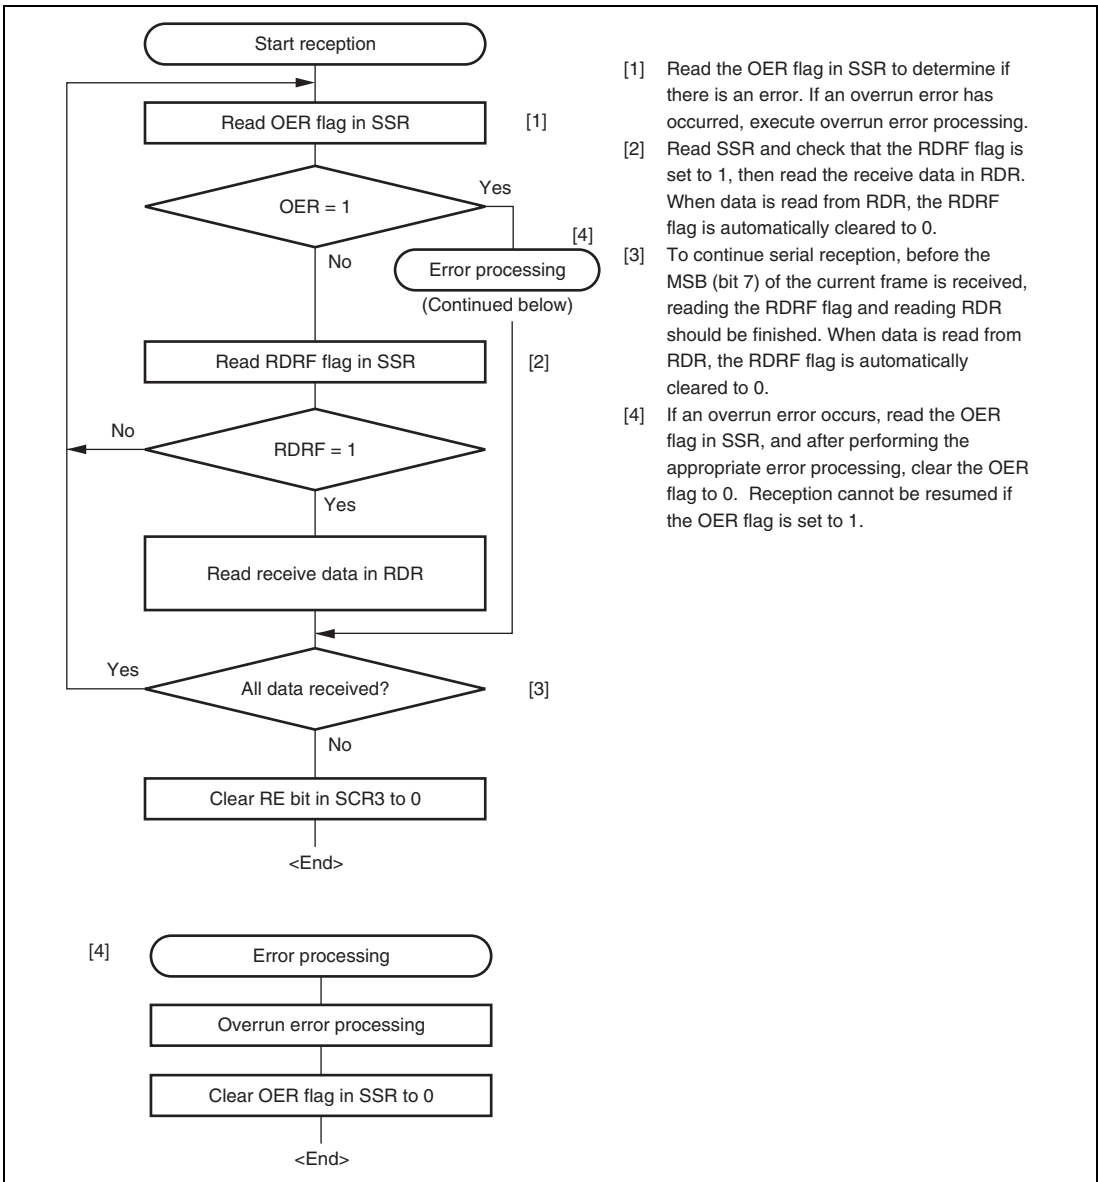 Start reception
Read OER flag in SSR
[1]
OER = 1
Yes
No
[4]
Error processing
(Continued below)
Read RDRF flag in SSR
[2]
No
RDRF = 1
Yes
Read receive data in RDR
Yes
All data received?
[3]
No
Clear RE bit in SCR3 to 0
<End>
[4]
Error processing
Overrun error processing
Clear OER flag in SSR to 0
<End>
[1] Read the OER flag in SSR to determine if
there is an error. If an overrun error has
occurred, execute overrun error processing.
[2] Read SSR and check that the RDRF flag is
set to 1, then read the receive data in RDR.
When data is read from RDR, the RDRF
flag is automatically cleared to 0.
[3] To continue serial reception, before the
MSB (bit 7) of the current frame is received,
reading the RDRF flag and reading RDR
should be finished. When data is read from
RDR, the RDRF flag is automatically
cleared to 0.
[4] If an overrun error occurs, read the OER
flag in SSR, and after performing the
appropriate error processing, clear the OER
flag to 0.  Reception cannot be resumed if
the OER flag is set to 1.